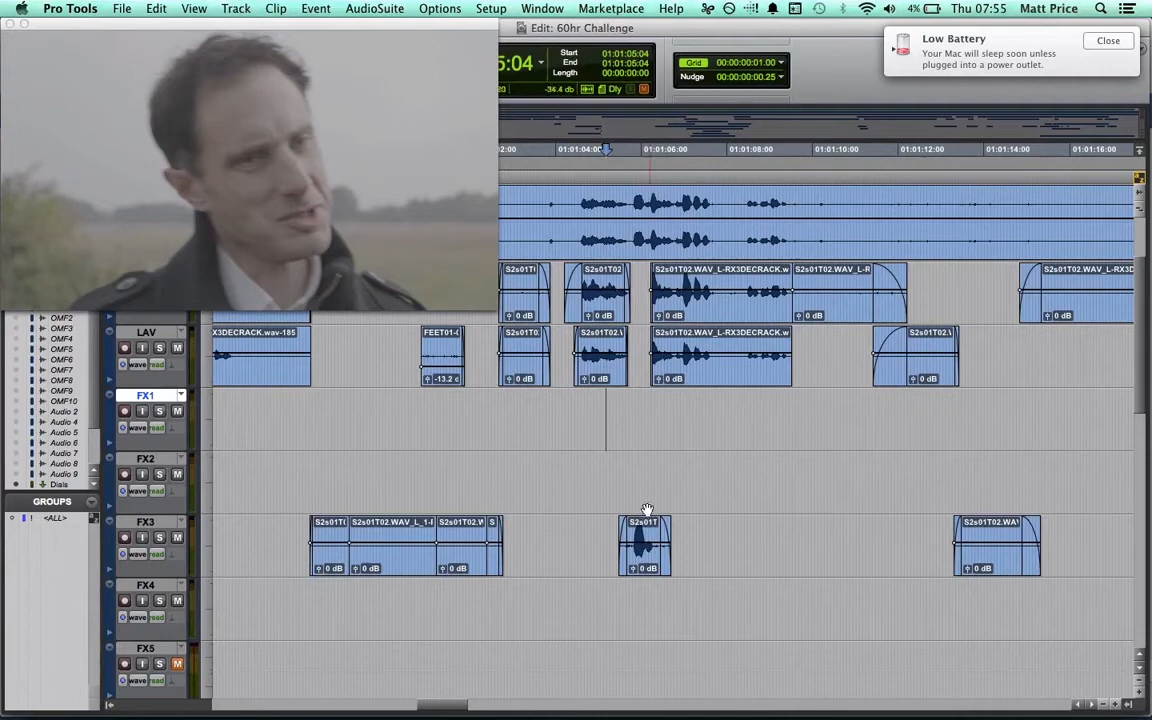 Pro Tools File Edit View Track Clip Event AudioSuite Options Setup Window Marketplace Help 4% Thu 07:55 Matt Price
Edit: 60hr Challenge
Low Battery
Your Mac will sleep soon unless
plugged into a power outlet.
Close
5:04
Start 01:01:05:04
End 01:01:05:04
Length 00:00:00:00
-34.4 db Dly
Grid 00:00:00:01.00
Nudge 00:00:00:00.25
2:00 01:01:04:00 01:01:06:00 01:01:08:00 01:01:10:00 01:01:12:00 01:01:14:00 01:01:16:00
S2s01T( S2s01T02 S2s01T02.WAV_L-RX3DECRACK.w S2s01T02.WAV_L-R S2s01T02.WAV_L-RX3D
0 dB 0 dB 0 dB 0 dB 0 dB
OMF2
OMF3
OMF4
OMF5
OMF6
OMF7
OMF8
OMF9
OMF10
Audio 2
Audio 4
Audio 5
Audio 6
Audio 7
Audio 8
Audio 9
Dials
GROUPS
! <ALL>
LAV
I S M
wave read
X3DECRACK.wav-185 FEET01-( S2s01T02. S2s01T02.\ S2s01T02.WAV_L-RX3DECRACK.w S2s01T02.\
-13.2 d 0 dB 0 dB 0 dB 0 dB
FX1
I S M
wave read
FX2
I S M
wave read
FX3
I S M
wave read
S2s01T( S2s01T02.WAV_L_1-F S2s01T02.W S S2s01T S2s01T02.WA\
0 dB 0 dB 0 dB 0 dB 0 dB
FX4
I S M
wave read
FX5
I S M
wave read